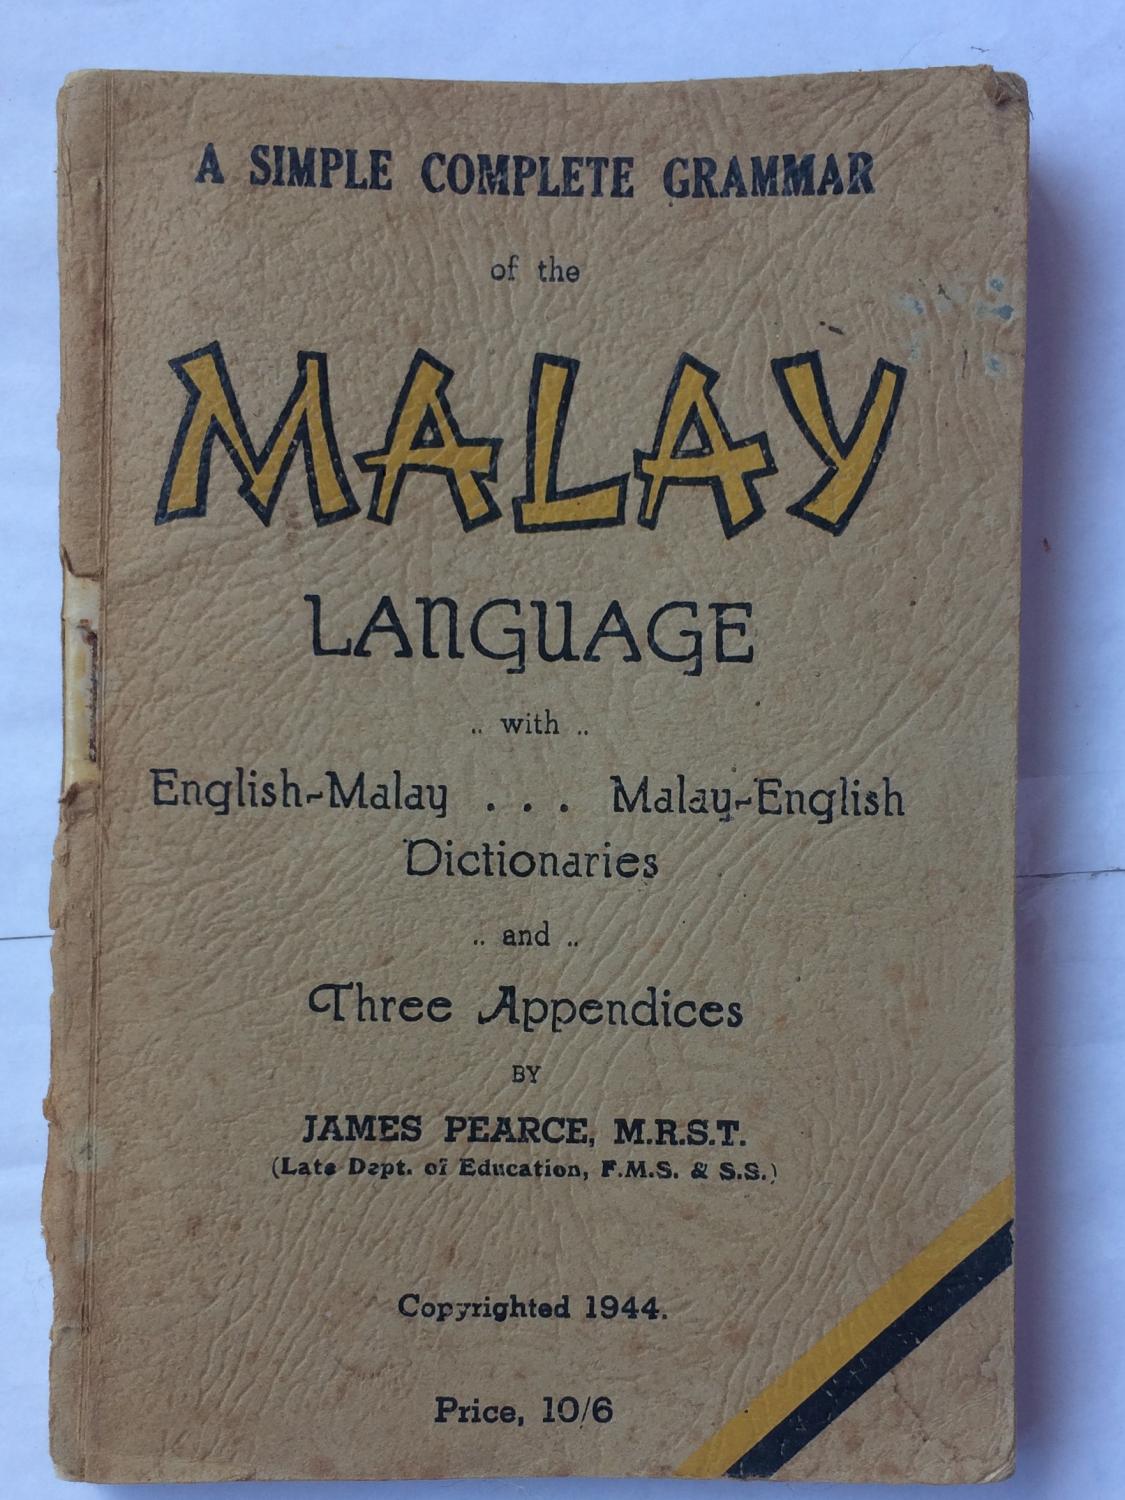 A SIMPLE COMPLETE GRAMMAR
of the
MALAY
LANGUAGE
.. with ..
English-Malay . . . Malay-English
Dictionaries
.. and ..
Three Appendices
BY
JAMES PEARCE, M.R.S.T.
(Late Dept. of Education, F.M.S. & S.S.)
Copyrighted 1944.
Price, 10/6